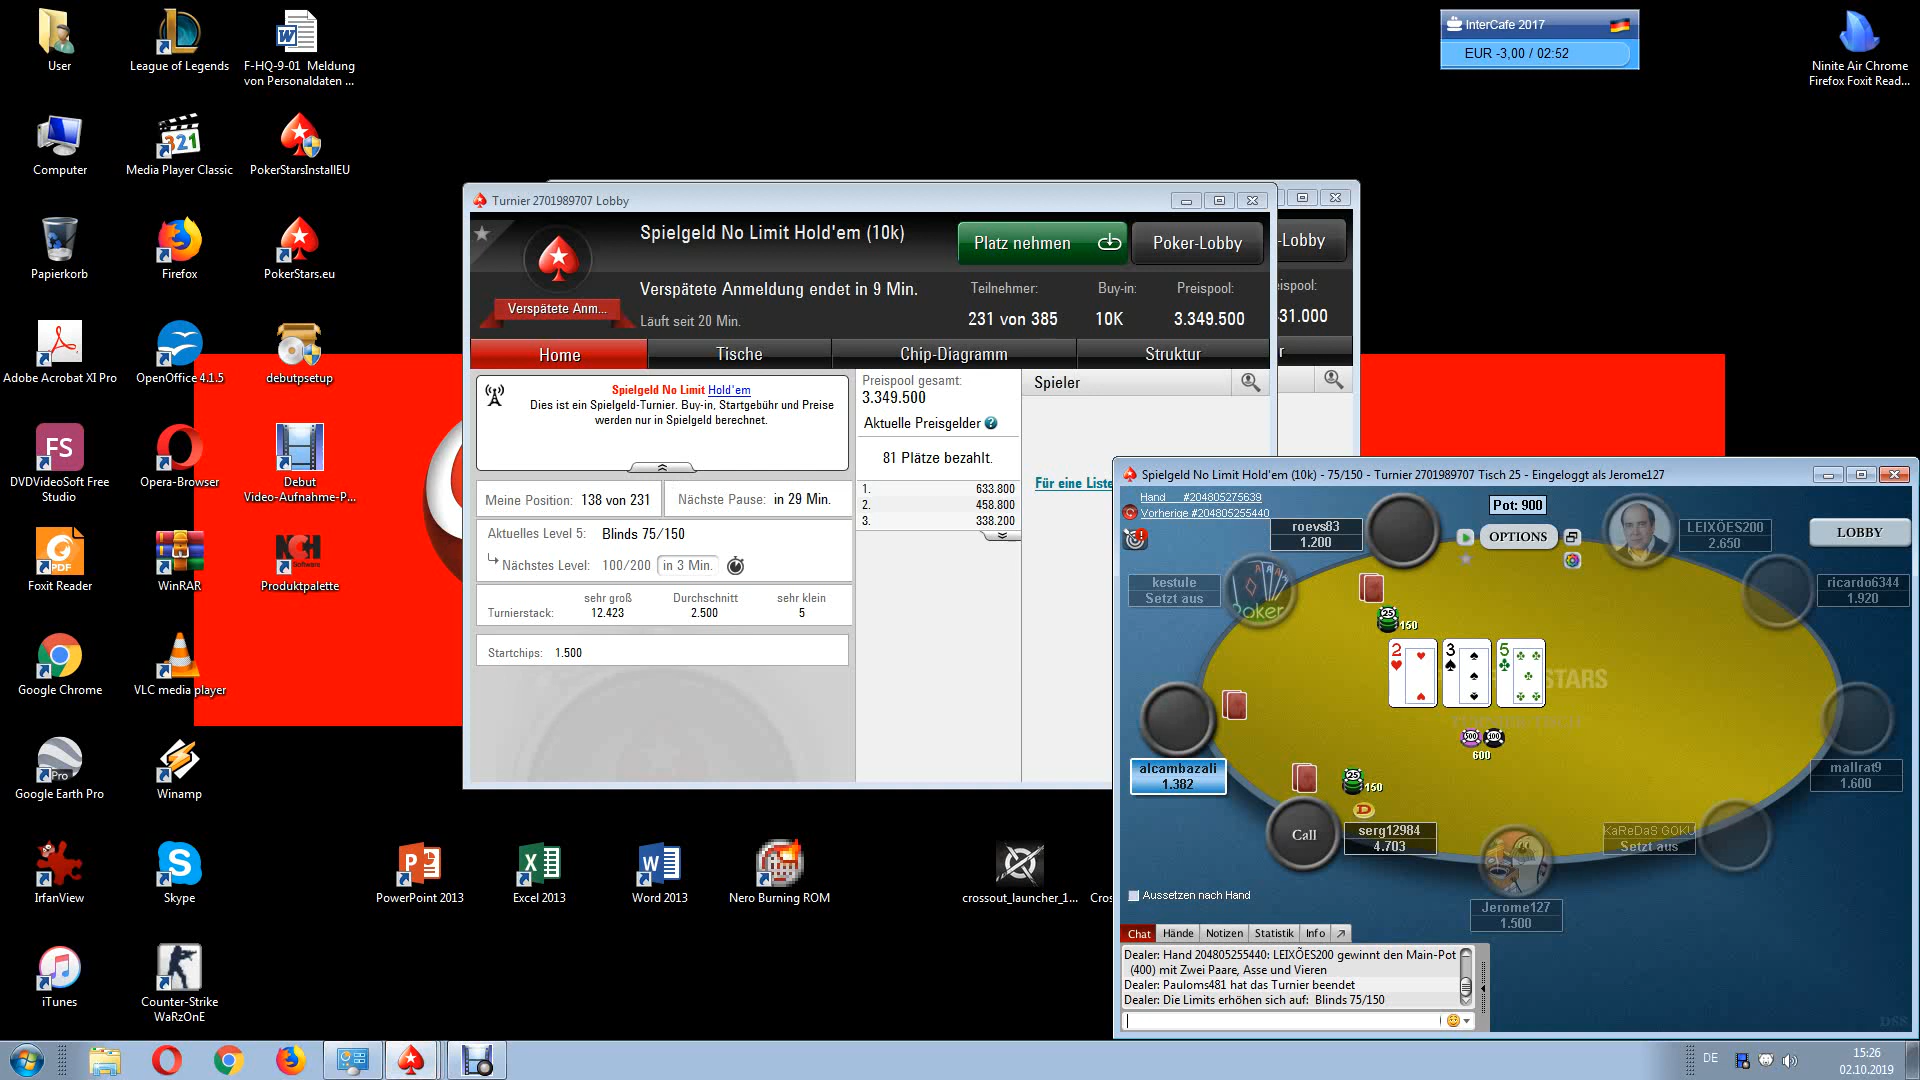 User
League of Legends
F-HQ-9-01 Meldung
von Personaldaten ...
InterCafe 2017
EUR -3,00 / 02:52
Ninite Air Chrome
Firefox Foxit Read...
Computer
Media Player Classic
PokerStarsInstallEU
Papierkorb
Firefox
PokerStars.eu
Adobe Acrobat XI Pro
OpenOffice 4.1.5
debutpsetup
DVDVideoSoft Free
Studio
Opera-Browser
Debut
Video-Aufnahme-P...
Foxit Reader
WinRAR
Produktpalette
Google Chrome
VLC media player
Google Earth Pro
Winamp
IrfanView
Skype
PowerPoint 2013
Excel 2013
Word 2013
Nero Burning ROM
crossout_launcher_1...
Cros
iTunes
Counter-Strike
WaRzOnE
Turnier 2701989707 Lobby
Spielgeld No Limit Hold'em (10k)
Platz nehmen
Poker-Lobby
-Lobby
Verspätete Anmeldung endet in 9 Min.
Teilnehmer:
Buy-in:
Preispool:
eispool:
Verspätete Anm...
Läuft seit 20 Min.
231 von 385
10K
3.349.500
31.000
Home
Tische
Chip-Diagramm
Struktur
r
Spielgeld No Limit Hold'em
Dies ist ein Spielgeld-Turnier. Buy-in, Startgebühr und Preise
werden nur in Spielgeld berechnet.
Preispool gesamt:
3.349.500
Aktuelle Preisgelder
81 Plätze bezahlt.
1. 633.800
2. 458.800
3. 338.200
Spieler
Für eine Liste
Meine Position: 138 von 231
Nächste Pause: in 29 Min.
Aktuelles Level 5: Blinds 75/150
Nächstes Level: 100/200 in 3 Min.
sehr groß
Durchschnitt
sehr klein
Turnierstack: 12.423 2.500 5
Startchips: 1.500
Spielgeld No Limit Hold'em (10k) - 75/150 - Turnier 2701989707 Tisch 25 - Eingeloggt als Jerome127
Hand #204805275639
Vorherige #204805255440
Pot: 900
OPTIONS
LOBBY
roevs83
1.200
LEIXÕES200
2.650
kestule
Setzt aus
Poker
ricardo6344
1.920
150
2
3
5
STARS
500
100
600
alcambazali
1.382
mallrat9
1.600
25
150
D
Call
serg12984
4.703
KaReDaS GOKU
Setzt aus
Jerome127
1.500
Aussetzen nach Hand
Chat
Hände
Notizen
Statistik
Info
Dealer: Hand 204805255440: LEIXÕES200 gewinnt den Main-Pot
(400) mit Zwei Paare, Asse und Vieren
Dealer: Pauloms481 hat das Turnier beendet
Dealer: Die Limits erhöhen sich auf: Blinds 75/150
DE
15:26
02.10.2019